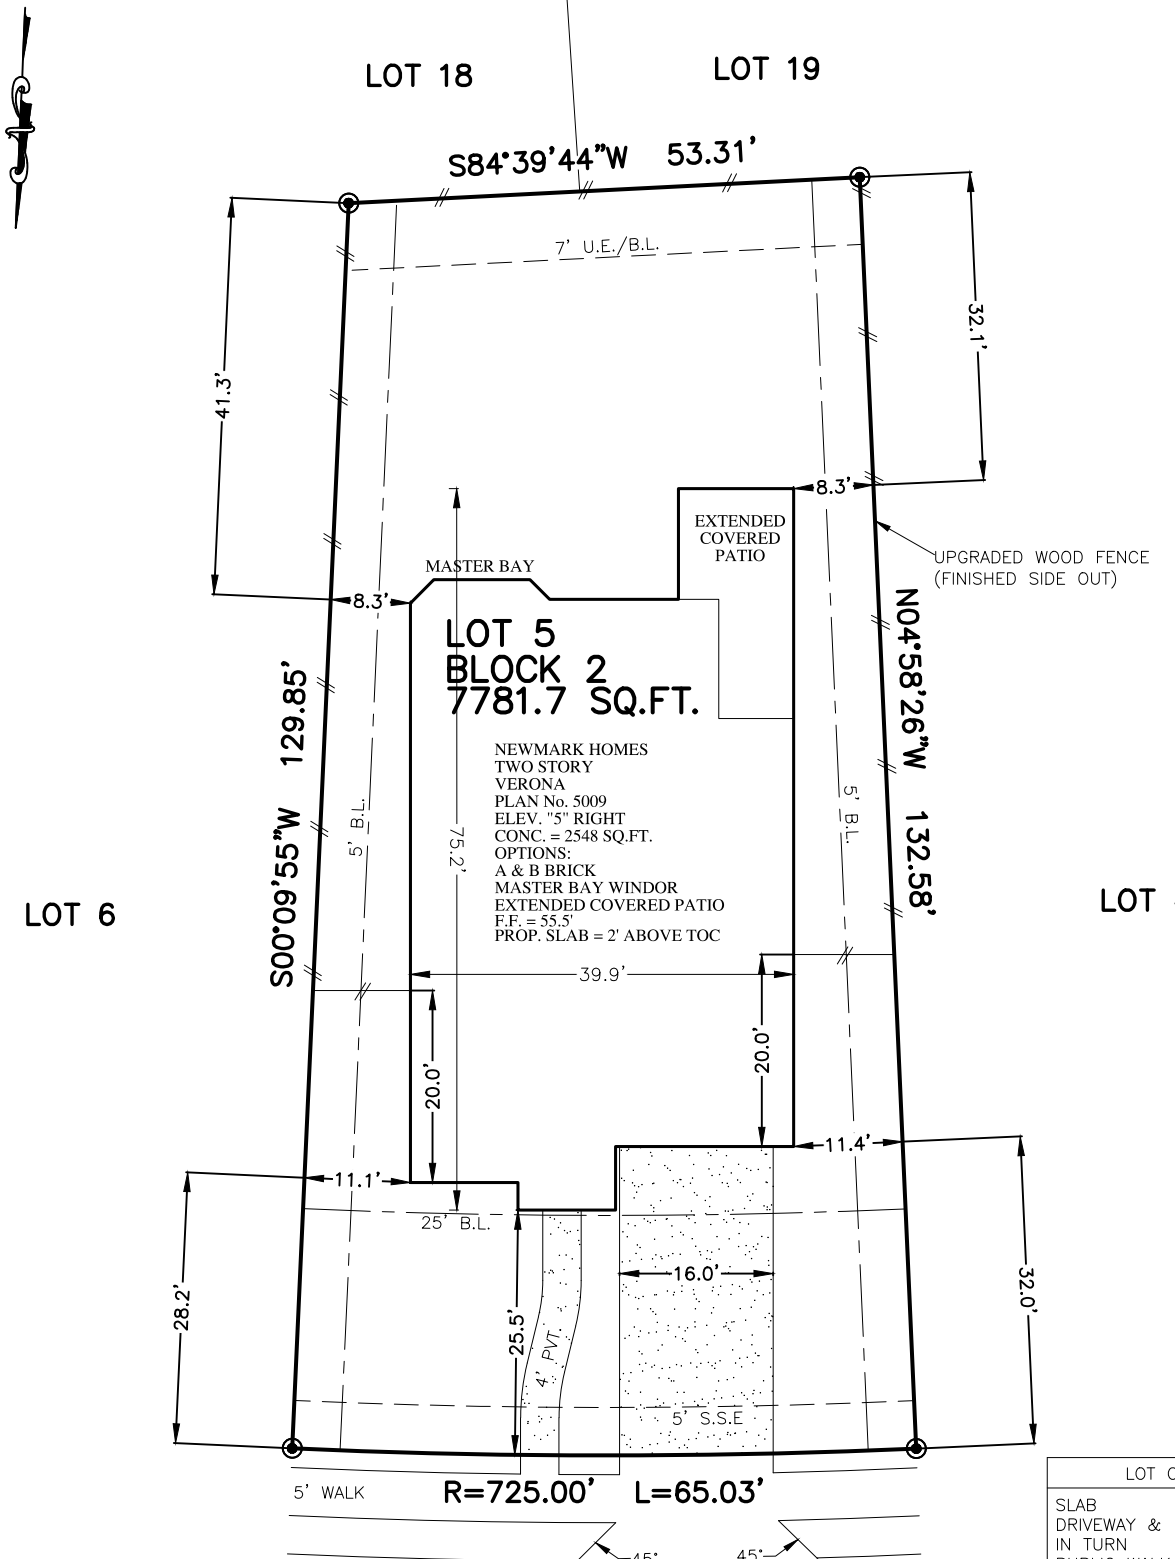 LOT 18
LOT 19
S84°39'44"W 53.31'
7' U.E./B.L.
41.3'
32.1'
8.3'
EXTENDED
COVERED
PATIO
UPGRADED WOOD FENCE
(FINISHED SIDE OUT)
MASTER BAY
8.3'
LOT 5
BLOCK 2
7781.7 SQ.FT.
S00°09'55"W 129.85'
N04°58'26"W 132.58'
NEWMARK HOMES
TWO STORY
VERONA
PLAN No. 5009
ELEV. "5" RIGHT
CONC. = 2548 SQ.FT.
OPTIONS:
A & B BRICK
MASTER BAY WINDOR
EXTENDED COVERED PATIO
F.F. = 55.5'
PROP. SLAB = 2' ABOVE TOC
75.2'
5' B.L.
5' B.L.
LOT 6
LOT
39.9'
20.0'
20.0'
11.4'
11.1'
25' B.L.
28.2'
32.0'
16.0'
25.5'
4' PVT.
5' S.S.E
5' WALK
R=725.00' L=65.03'
45°
45°
LOT
SLAB
DRIVEWAY &
IN TURN